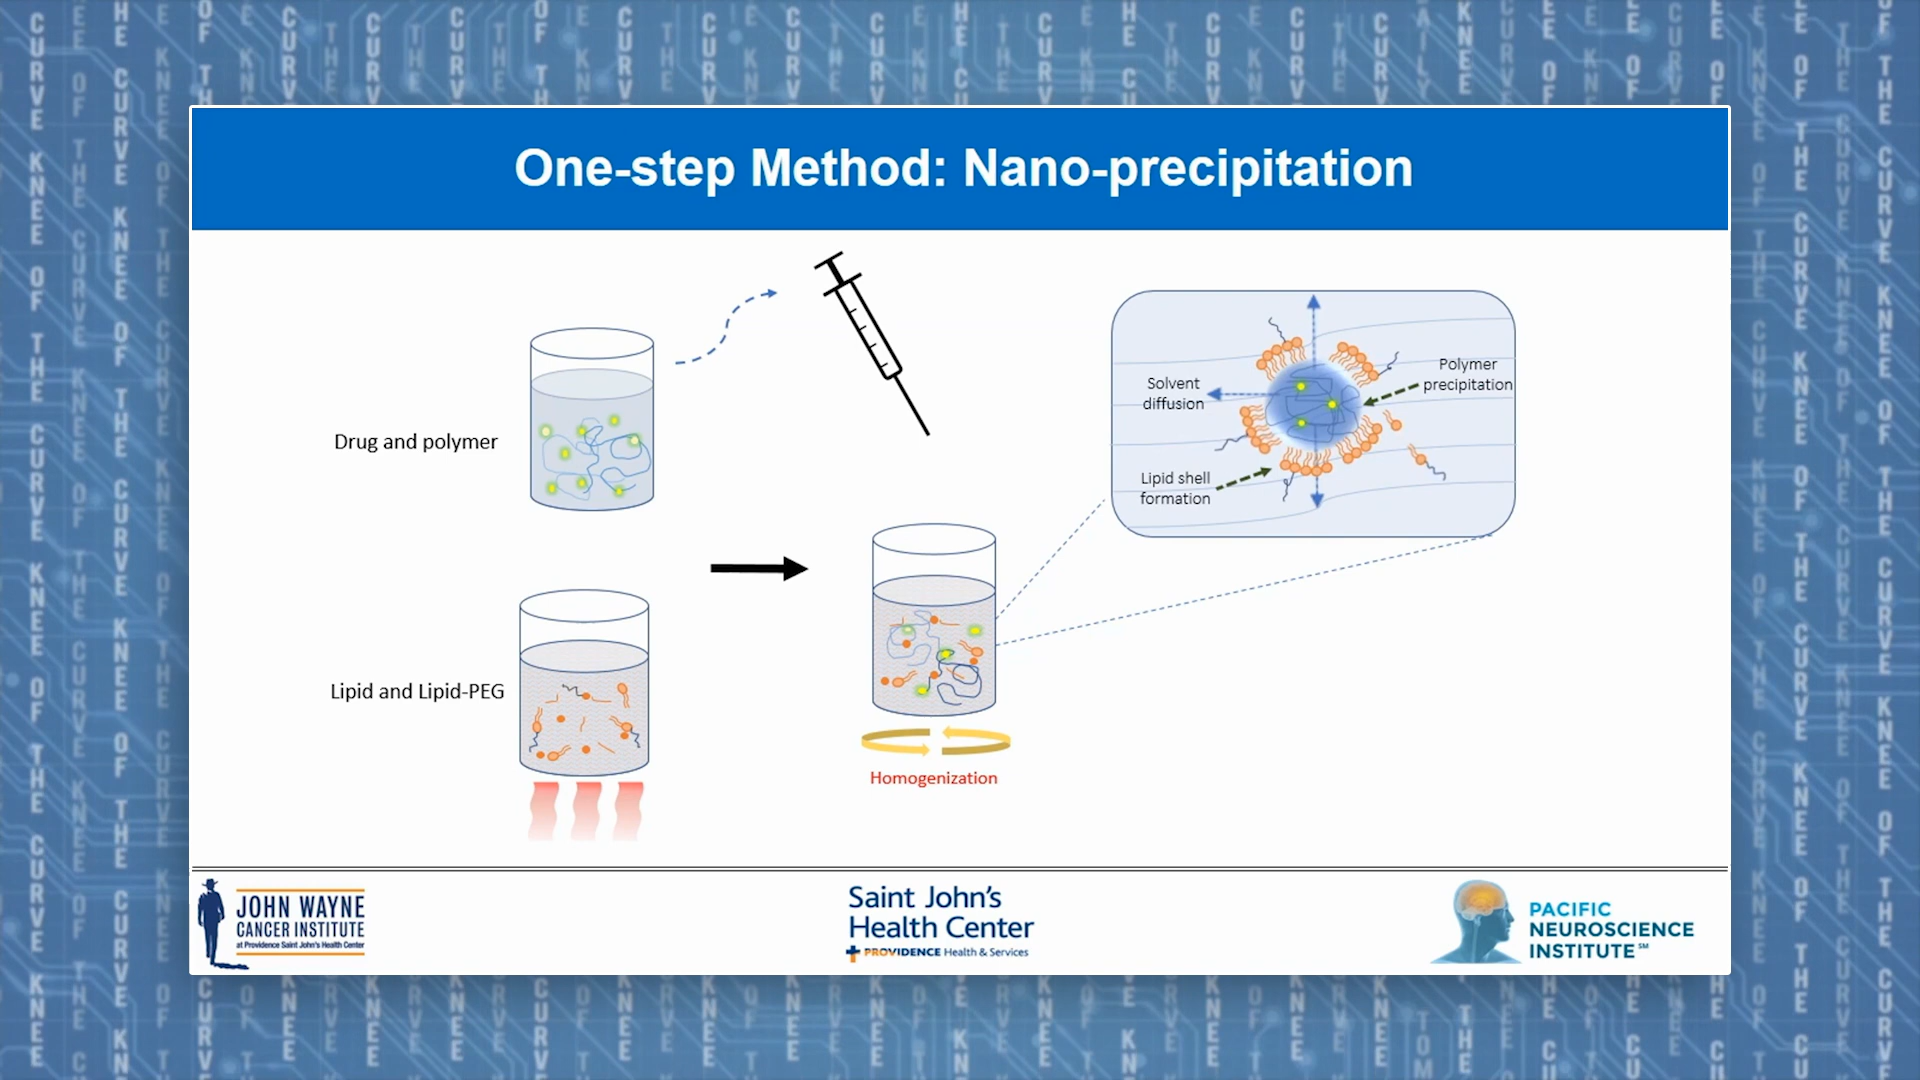 One-step Method: Nano-precipitation
Drug and polymer
Lipid and Lipid-PEG
Homogenization
Solvent
diffusion
Polymer
precipitation
Lipid shell
formation
JOHN WAYNE
CANCER INSTITUTE
at Providence Saint John's Health Center
Saint John's
Health Center
PROVIDENCE Health & Services
PACIFIC
NEUROSCIENCE
INSTITUTE℠